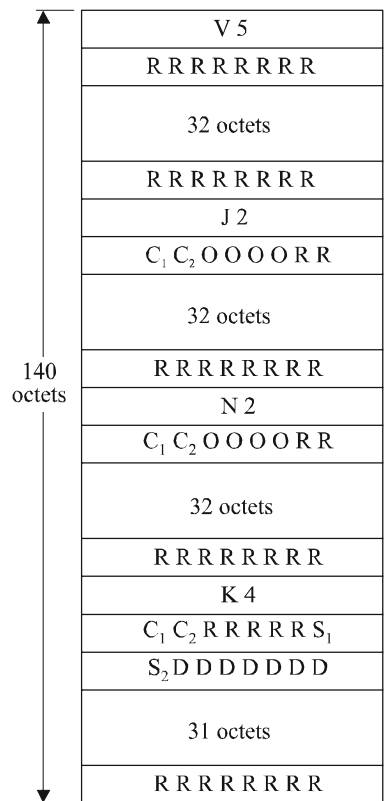 V 5
R R R R R R R R
32 octets
R R R R R R R R
J 2
C₁ C₂ O O O O R R
32 octets
140
octets
R R R R R R R R
N 2
C₁ C₂ O O O O R R
32 octets
R R R R R R R R
K 4
C₁ C₂ R R R R R S₁
S₂ D D D D D D D
31 octets
R R R R R R R R